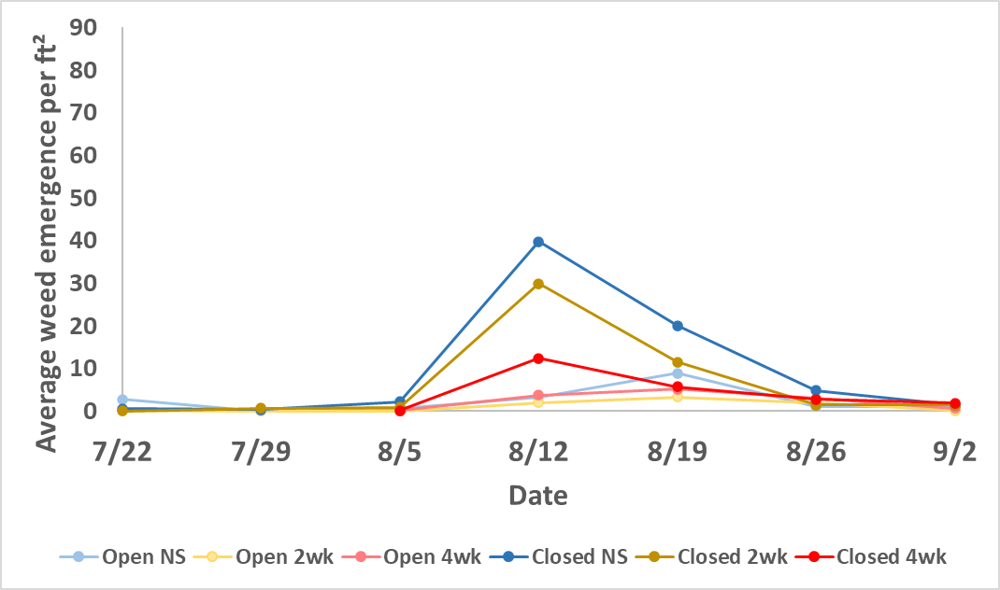 Average weed emergence per ft²
90
80
70
60
50
40
30
20
10
0
7/22 7/29 8/5 8/12 8/19 8/26 9/2
Date
Open NS Open 2wk Open 4wk Closed NS Closed 2wk Closed 4wk